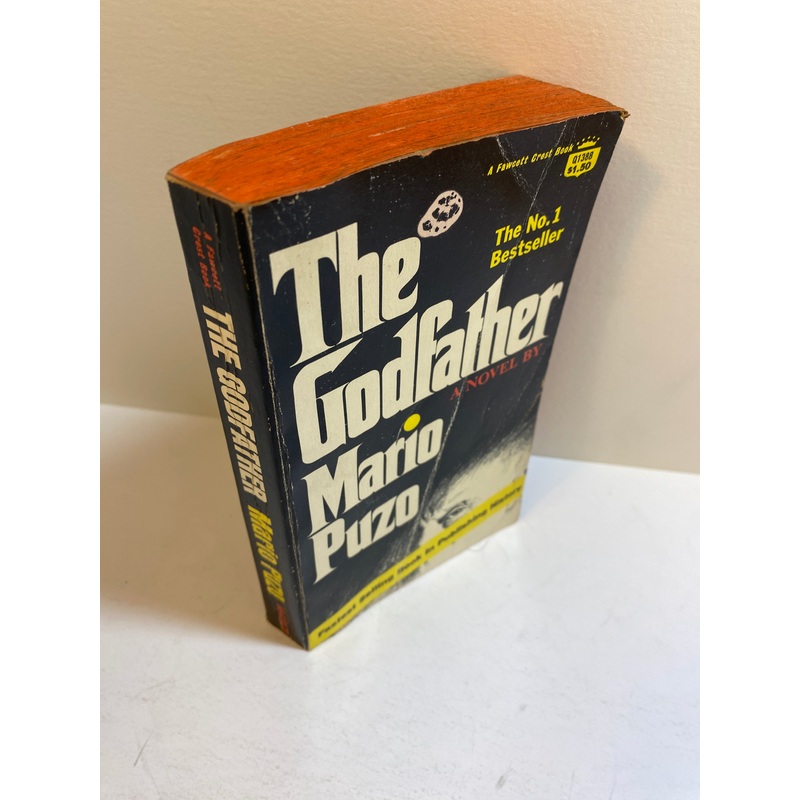 A Fawcett Crest Book
Q1388
$1.50
The No. 1
Bestseller
The
Godfather
A NOVEL BY
Mario
Puzo
Fastest Selling Book in Publishing History
A Fawcett
Crest Book
THE GODFATHER Mario Puzo